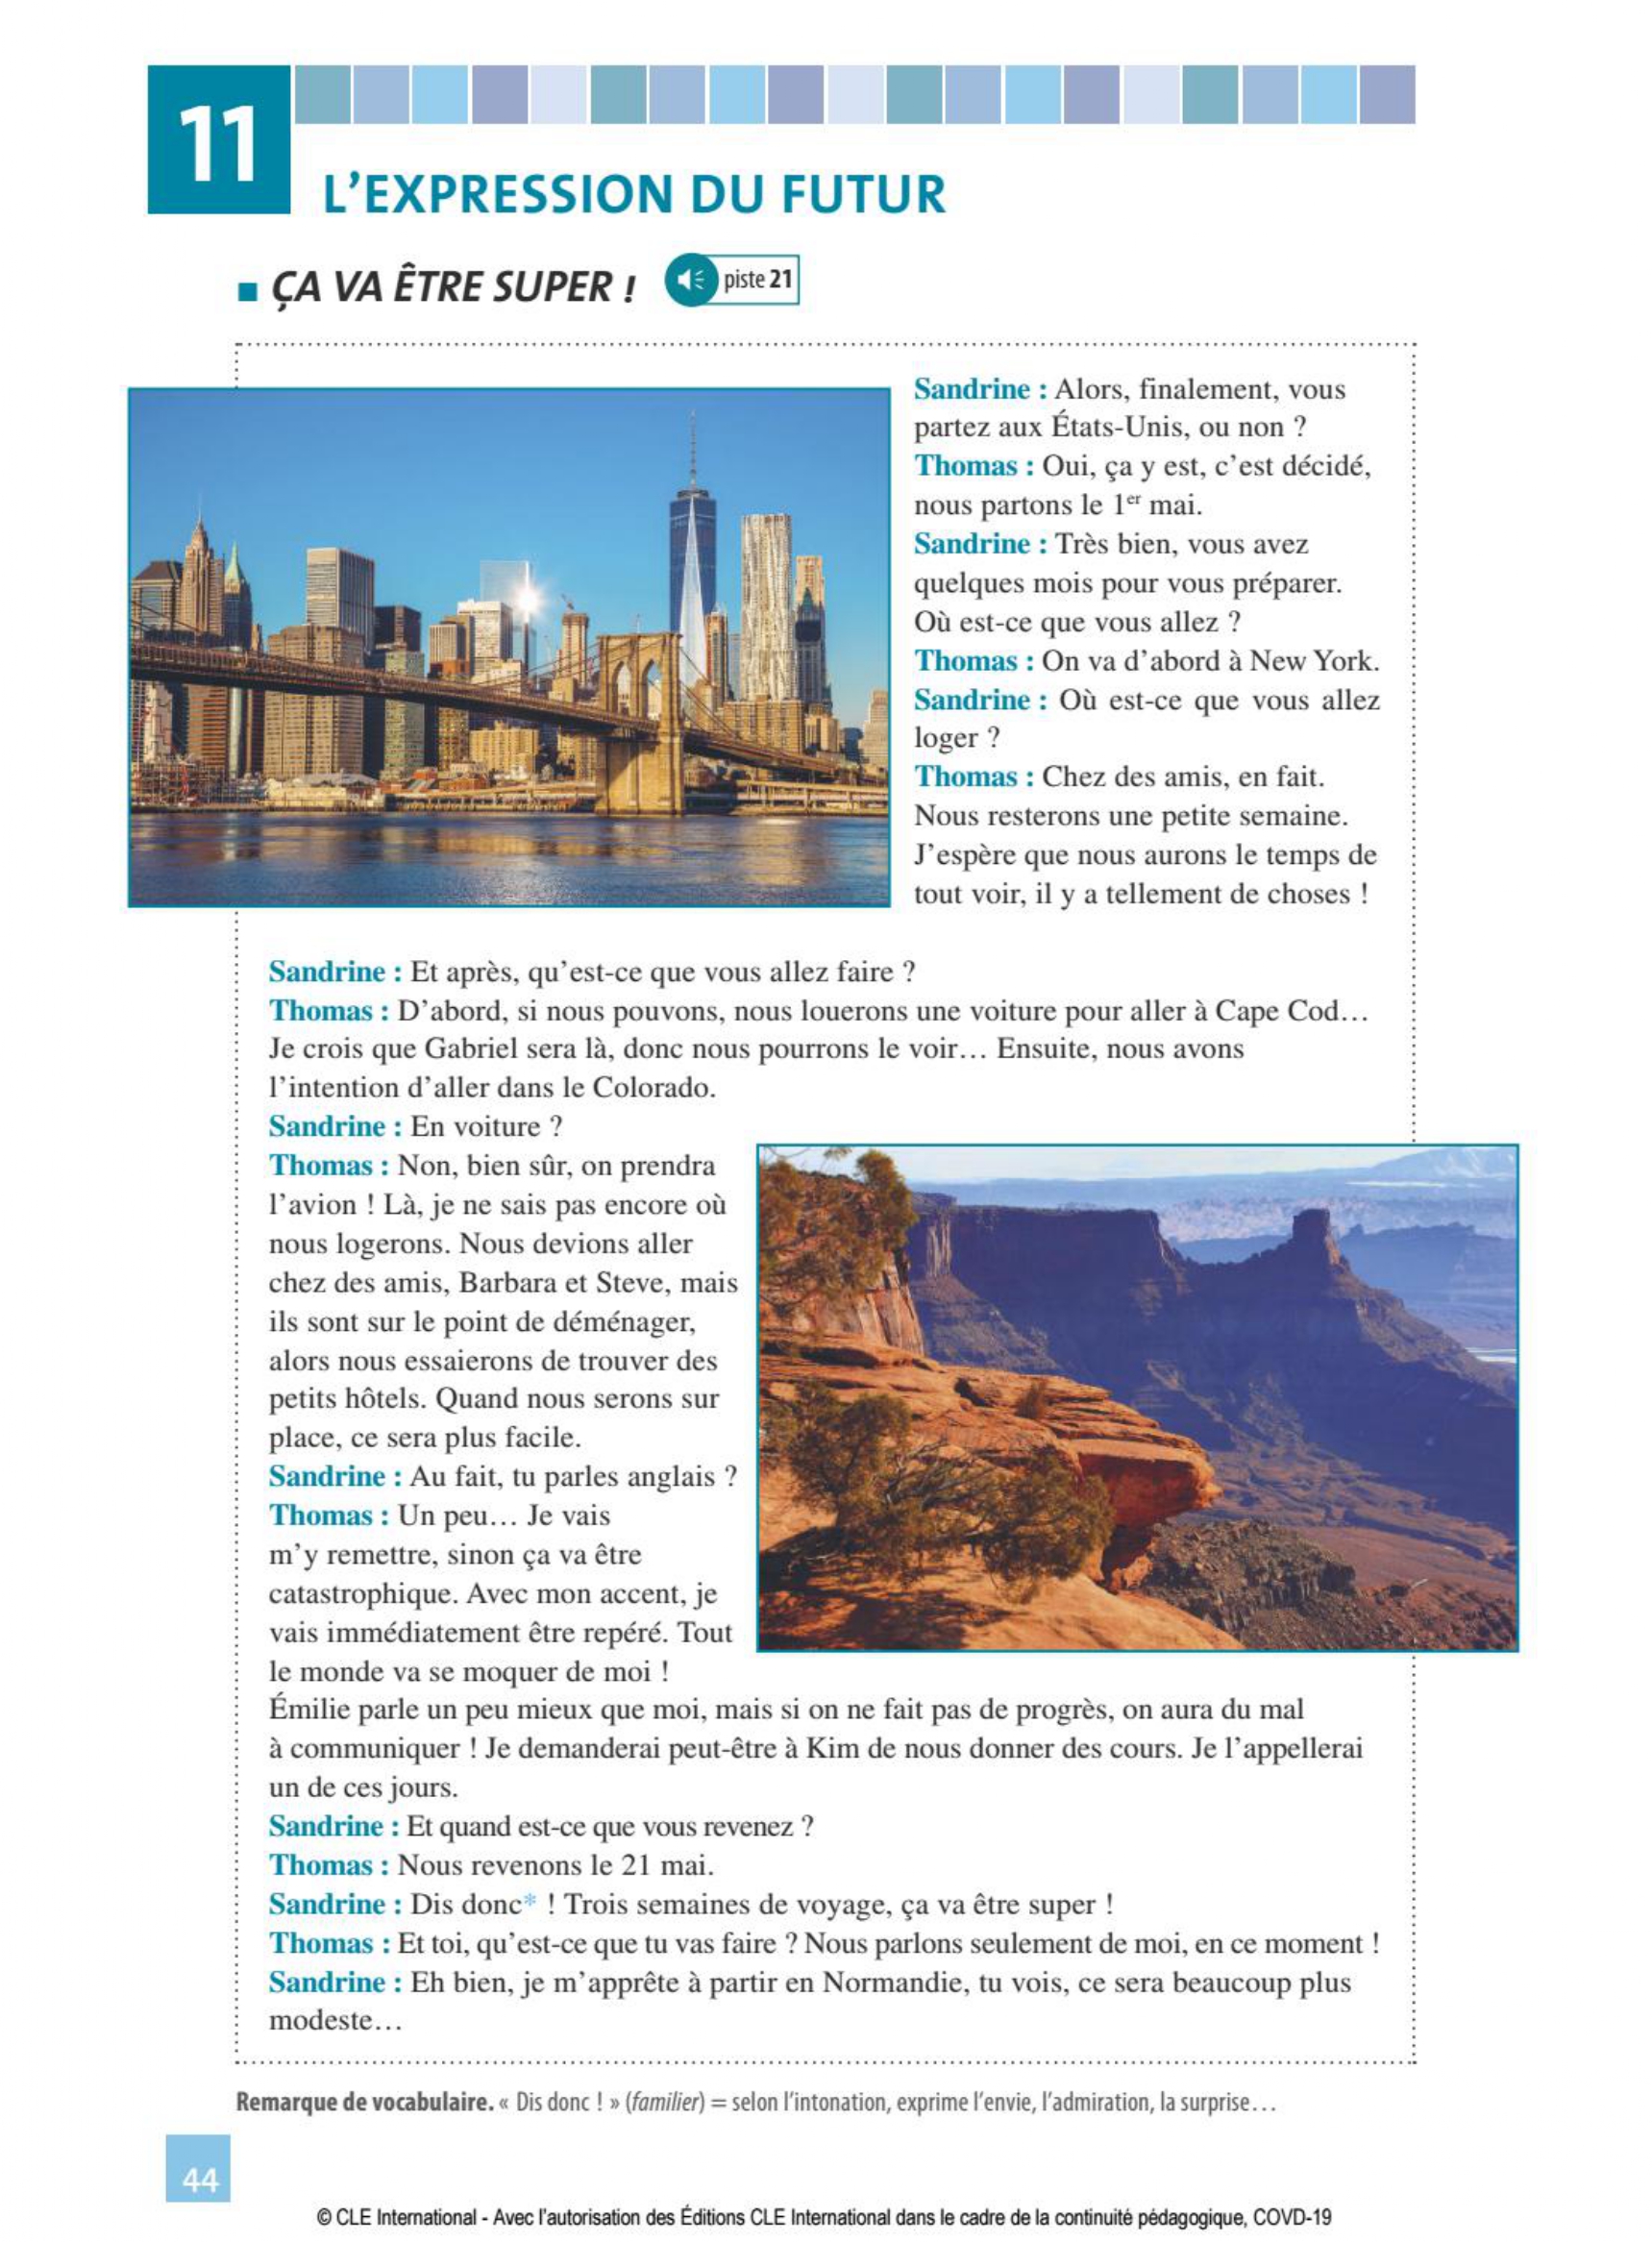 11
L'EXPRESSION DU FUTUR
ÇA VA ÊTRE SUPER !
piste 21
Sandrine : Alors, finalement, vous
partez aux États-Unis, ou non ?
Thomas : Oui, ça y est, c'est décidé,
nous partons le 1er mai.
Sandrine : Très bien, vous avez
quelques mois pour vous préparer.
Où est-ce que vous allez ?
Thomas : On va d'abord à New York.
Sandrine : Où est-ce que vous allez
loger ?
Thomas : Chez des amis, en fait.
Nous resterons une petite semaine.
J'espère que nous aurons le temps de
tout voir, il y a tellement de choses !
Sandrine : Et après, qu'est-ce que vous allez faire ?
Thomas : D'abord, si nous pouvons, nous louerons une voiture pour aller à Cape Cod…
Je crois que Gabriel sera là, donc nous pourrons le voir… Ensuite, nous avons
l'intention d'aller dans le Colorado.
Sandrine : En voiture ?
Thomas : Non, bien sûr, on prendra
l'avion ! Là, je ne sais pas encore où
nous logerons. Nous devions aller
chez des amis, Barbara et Steve, mais
ils sont sur le point de déménager,
alors nous essaierons de trouver des
petits hôtels. Quand nous serons sur
place, ce sera plus facile.
Sandrine : Au fait, tu parles anglais ?
Thomas : Un peu… Je vais
m'y remettre, sinon ça va être
catastrophique. Avec mon accent, je
vais immédiatement être repéré. Tout
le monde va se moquer de moi !
Émilie parle un peu mieux que moi, mais si on ne fait pas de progrès, on aura du mal
à communiquer ! Je demanderai peut-être à Kim de nous donner des cours. Je l'appellerai
un de ces jours.
Sandrine : Et quand est-ce que vous revenez ?
Thomas : Nous revenons le 21 mai.
Sandrine : Dis donc* ! Trois semaines de voyage, ça va être super !
Thomas : Et toi, qu'est-ce que tu vas faire ? Nous parlons seulement de moi, en ce moment !
Sandrine : Eh bien, je m'apprête à partir en Normandie, tu vois, ce sera beaucoup plus
modeste…
Remarque de vocabulaire. « Dis donc ! » (familier) = selon l'intonation, exprime l'envie, l'admiration, la surprise…
44
© CLE International - Avec l'autorisation des Éditions CLE International dans le cadre de la continuité pédagogique, COVD-19